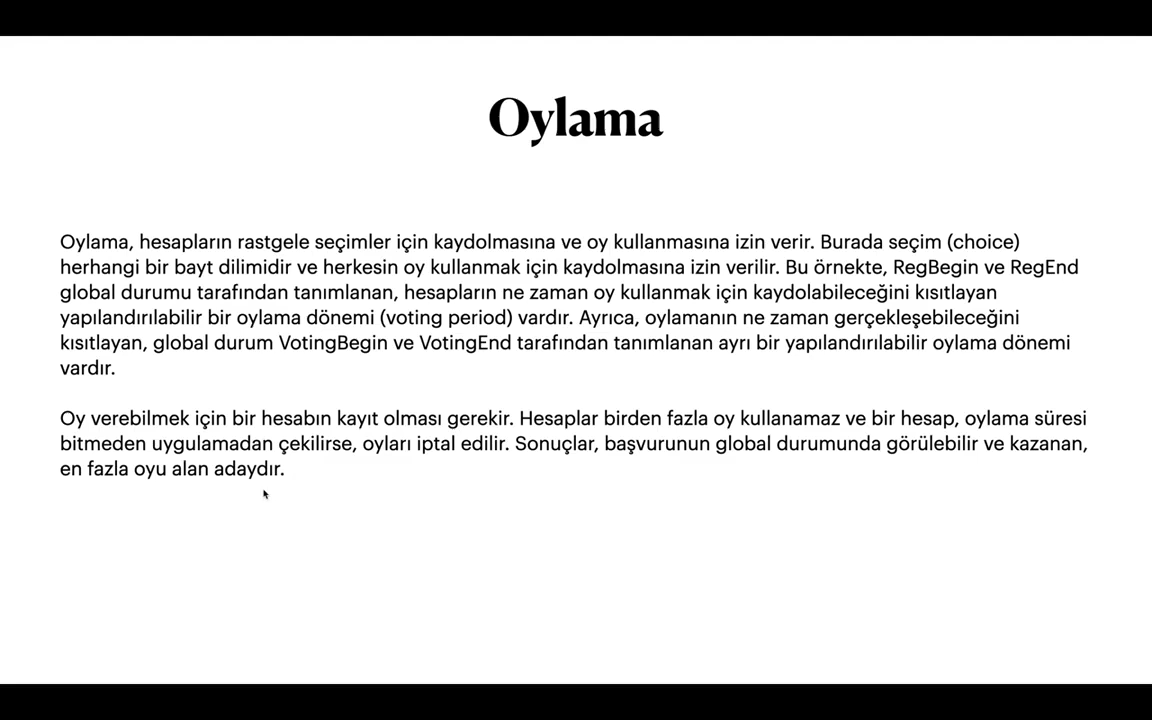 Oylama
Oylama, hesapların rastgele seçimler için kaydolmasına ve oy kullanmasına izin verir. Burada seçim (choice)
herhangi bir bayt dilimidir ve herkesin oy kullanmak için kaydolmasına izin verilir. Bu örnekte, RegBegin ve RegEnd
global durumu tarafından tanımlanan, hesapların ne zaman oy kullanmak için kaydolabileceğini kısıtlayan
yapılandırılabilir bir oylama dönemi (voting period) vardır. Ayrıca, oylamanın ne zaman gerçekleşebileceğini
kısıtlayan, global durum VotingBegin ve VotingEnd tarafından tanımlanan ayrı bir yapılandırılabilir oylama dönemi
vardır.
Oy verebilmek için bir hesabın kayıt olması gerekir. Hesaplar birden fazla oy kullanamaz ve bir hesap, oylama süresi
bitmeden uygulamadan çekilirse, oyları iptal edilir. Sonuçlar, başvurunun global durumunda görülebilir ve kazanan,
en fazla oyu alan adaydır.